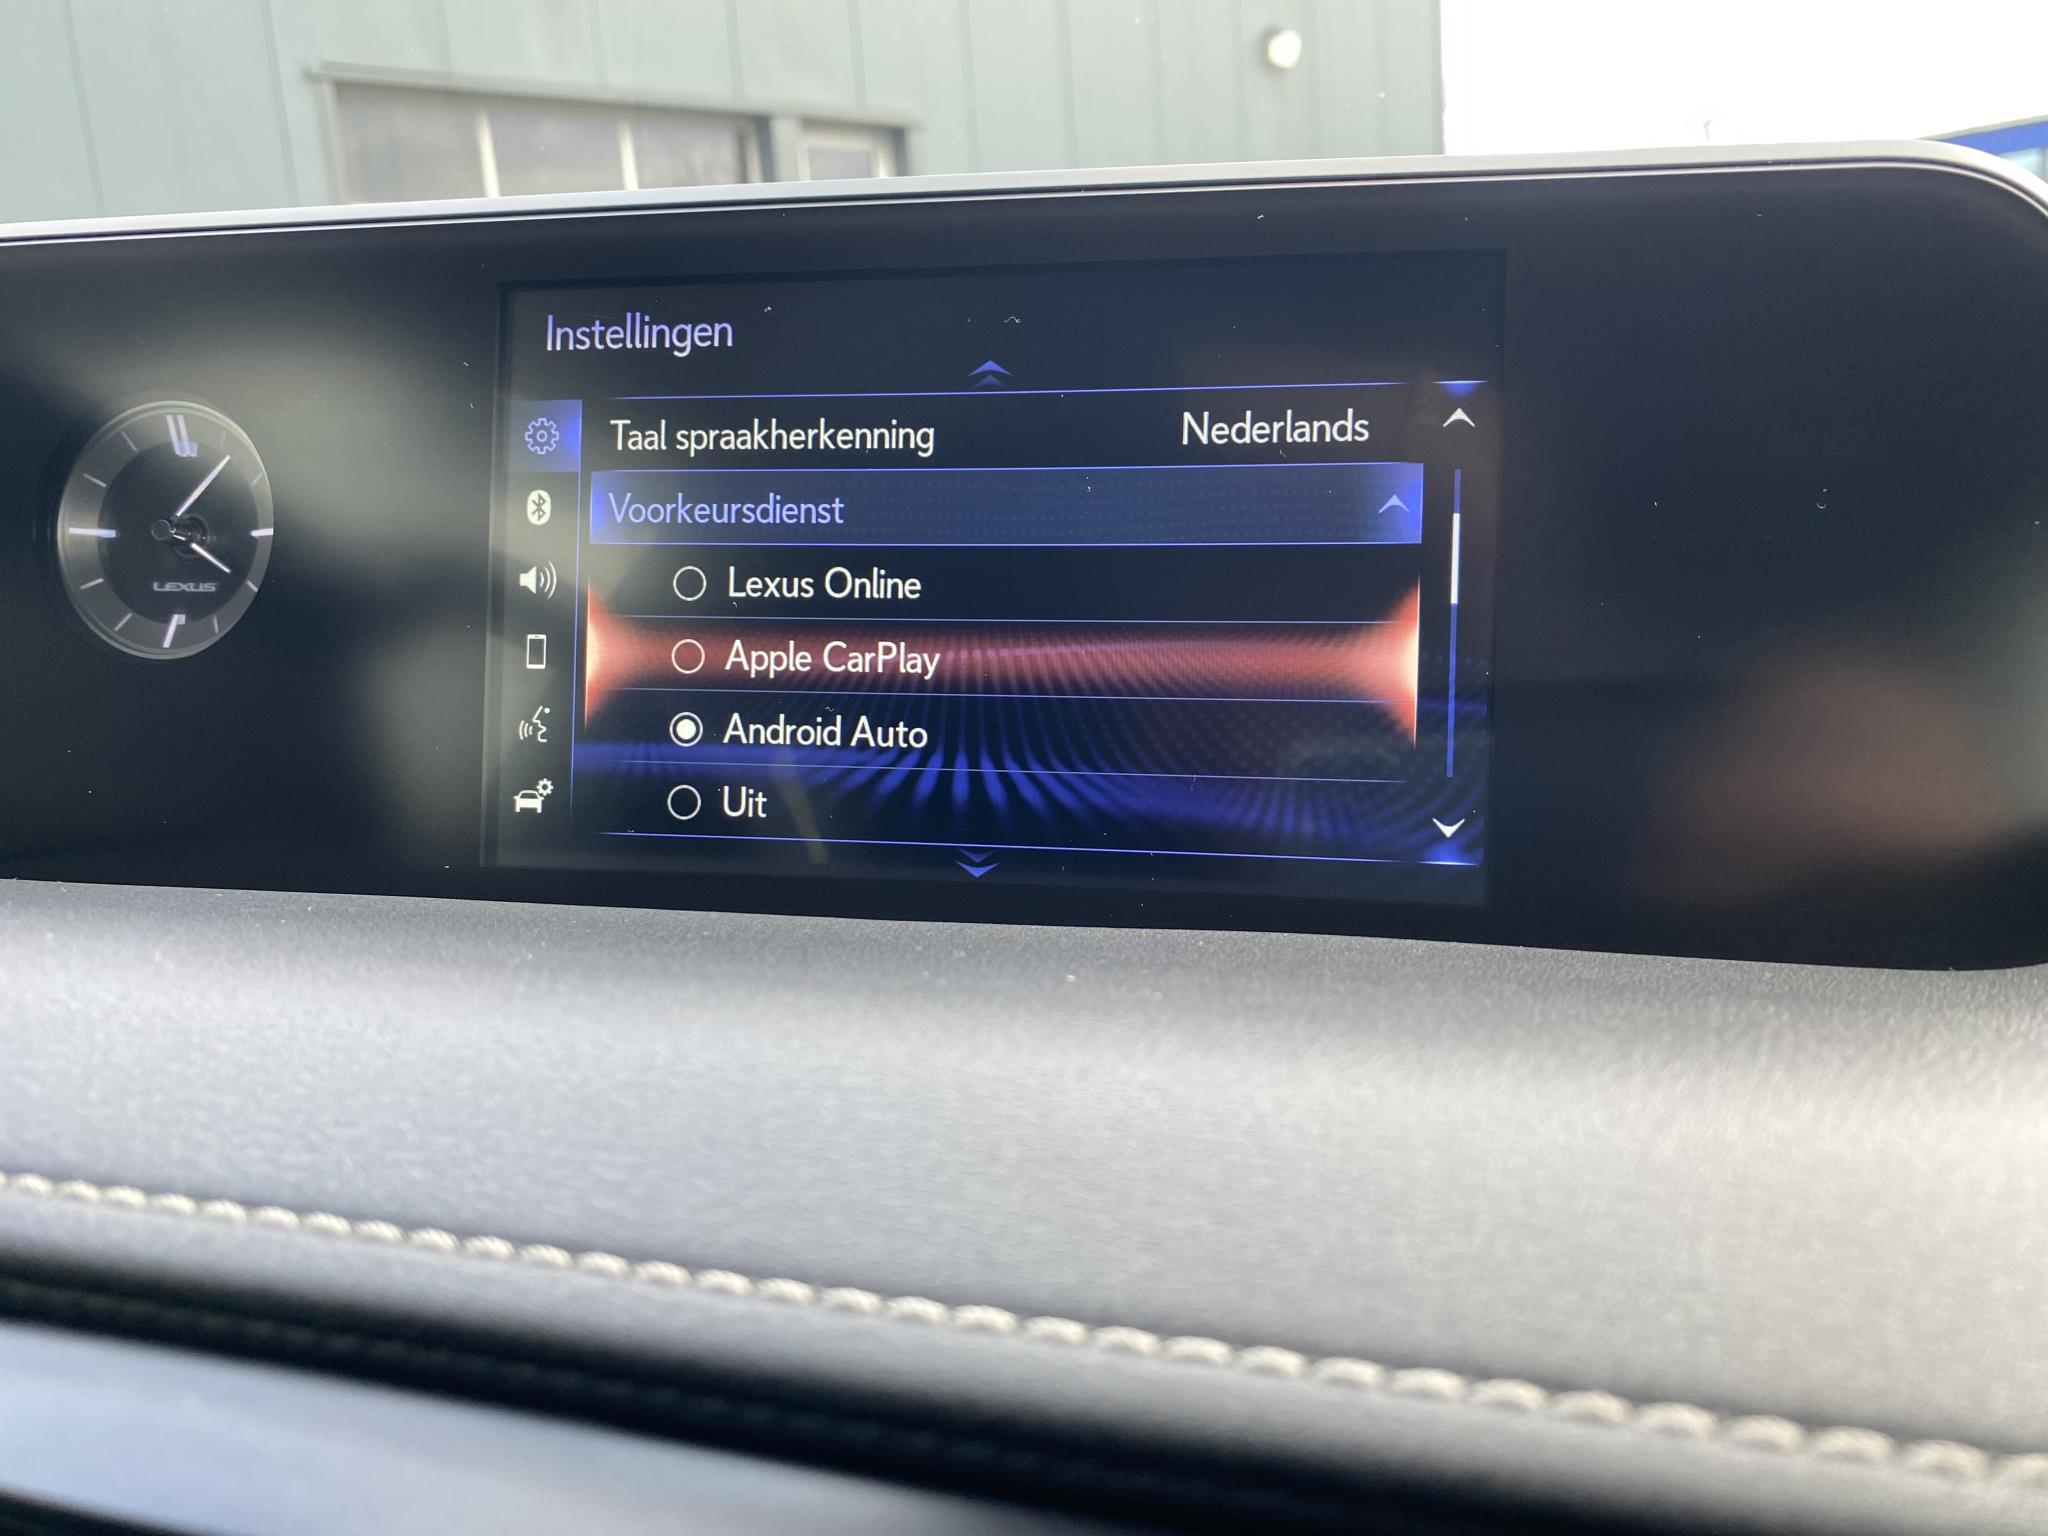 Instellingen
Taal spraakherkenning Nederlands
Voorkeursdienst
Lexus Online
Apple CarPlay
Android Auto
Uit
LEXUS